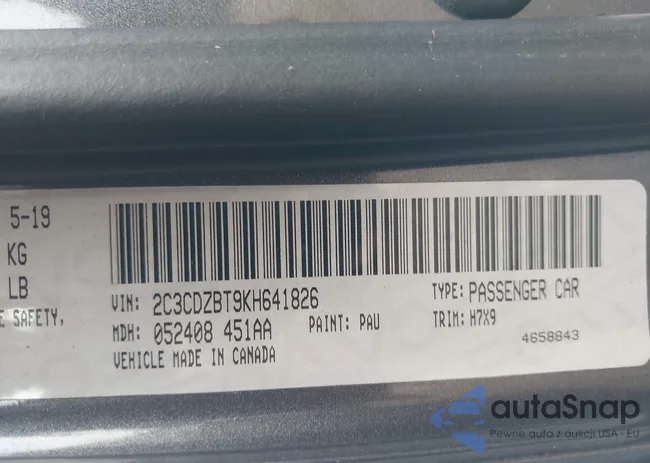 5-19
KG
LB
E SAFETY,
VIN: 2C3CDZBT9KH641826
TYPE: PASSENGER CAR
MDH: 052408 451AA
PAINT: PAU
TRIM: H7X9
VEHICLE MADE IN CANADA
4658843
autaSnap
Pewne auta z aukcji USA i EU